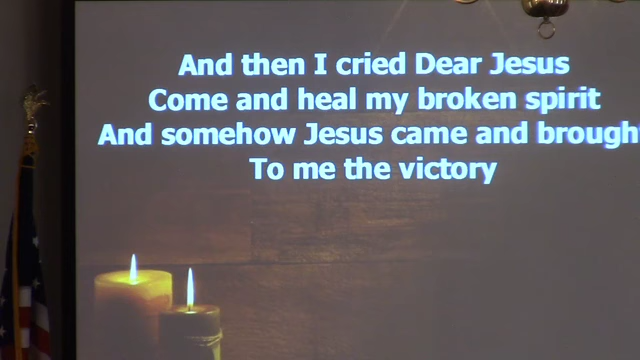 And then I cried Dear Jesus
Come and heal my broken spirit
And somehow Jesus came and brough
To me the victory